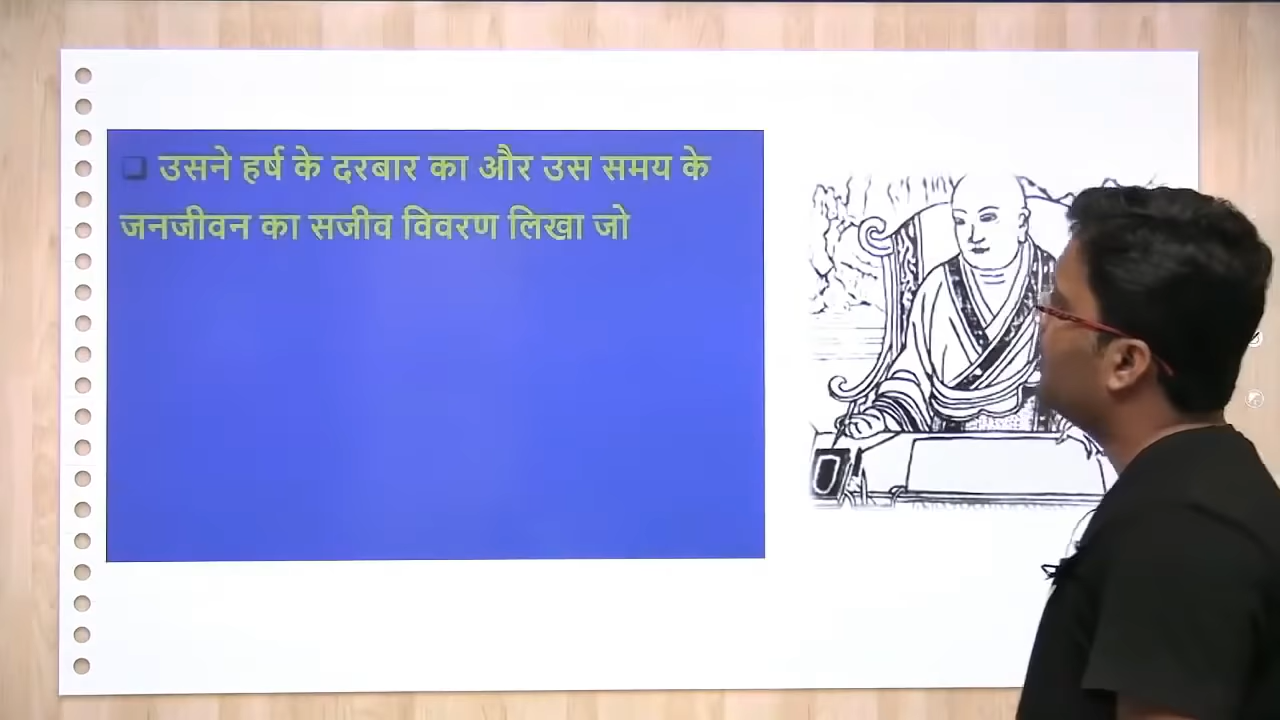 उसने हर्ष के दरबार का और उस समय के
जनजीवन का सजीव विवरण लिखा जो